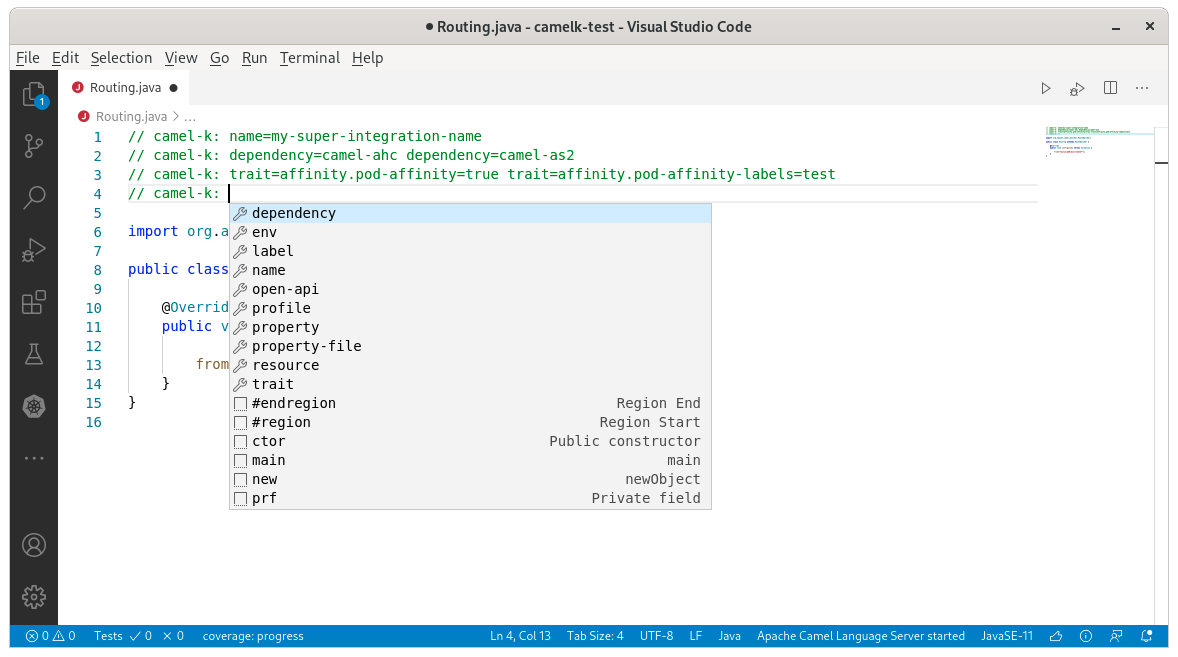 ● Routing.java - camelk-test - Visual Studio Code
File Edit Selection View Go Run Terminal Help
1
Routing.java ●
Routing.java > ...
1 // camel-k: name=my-super-integration-name
2 // camel-k: dependency=camel-ahc dependency=camel-as2
3 // camel-k: trait=affinity.pod-affinity=true trait=affinity.pod-affinity-labels=test
4 // camel-k:
5
6 import org.a
7
8 public class
9
10 @Overrid
11 public v
12
13 from
14 }
15 }
16
dependency
env
label
name
open-api
profile
property
property-file
resource
trait
#endregion Region End
#region Region Start
ctor Public constructor
main main
new newObject
prf Private field
0 0 Tests ✓ 0 × 0 coverage: progress Ln 4, Col 13 Tab Size: 4 UTF-8 LF Java Apache Camel Language Server started JavaSE-11